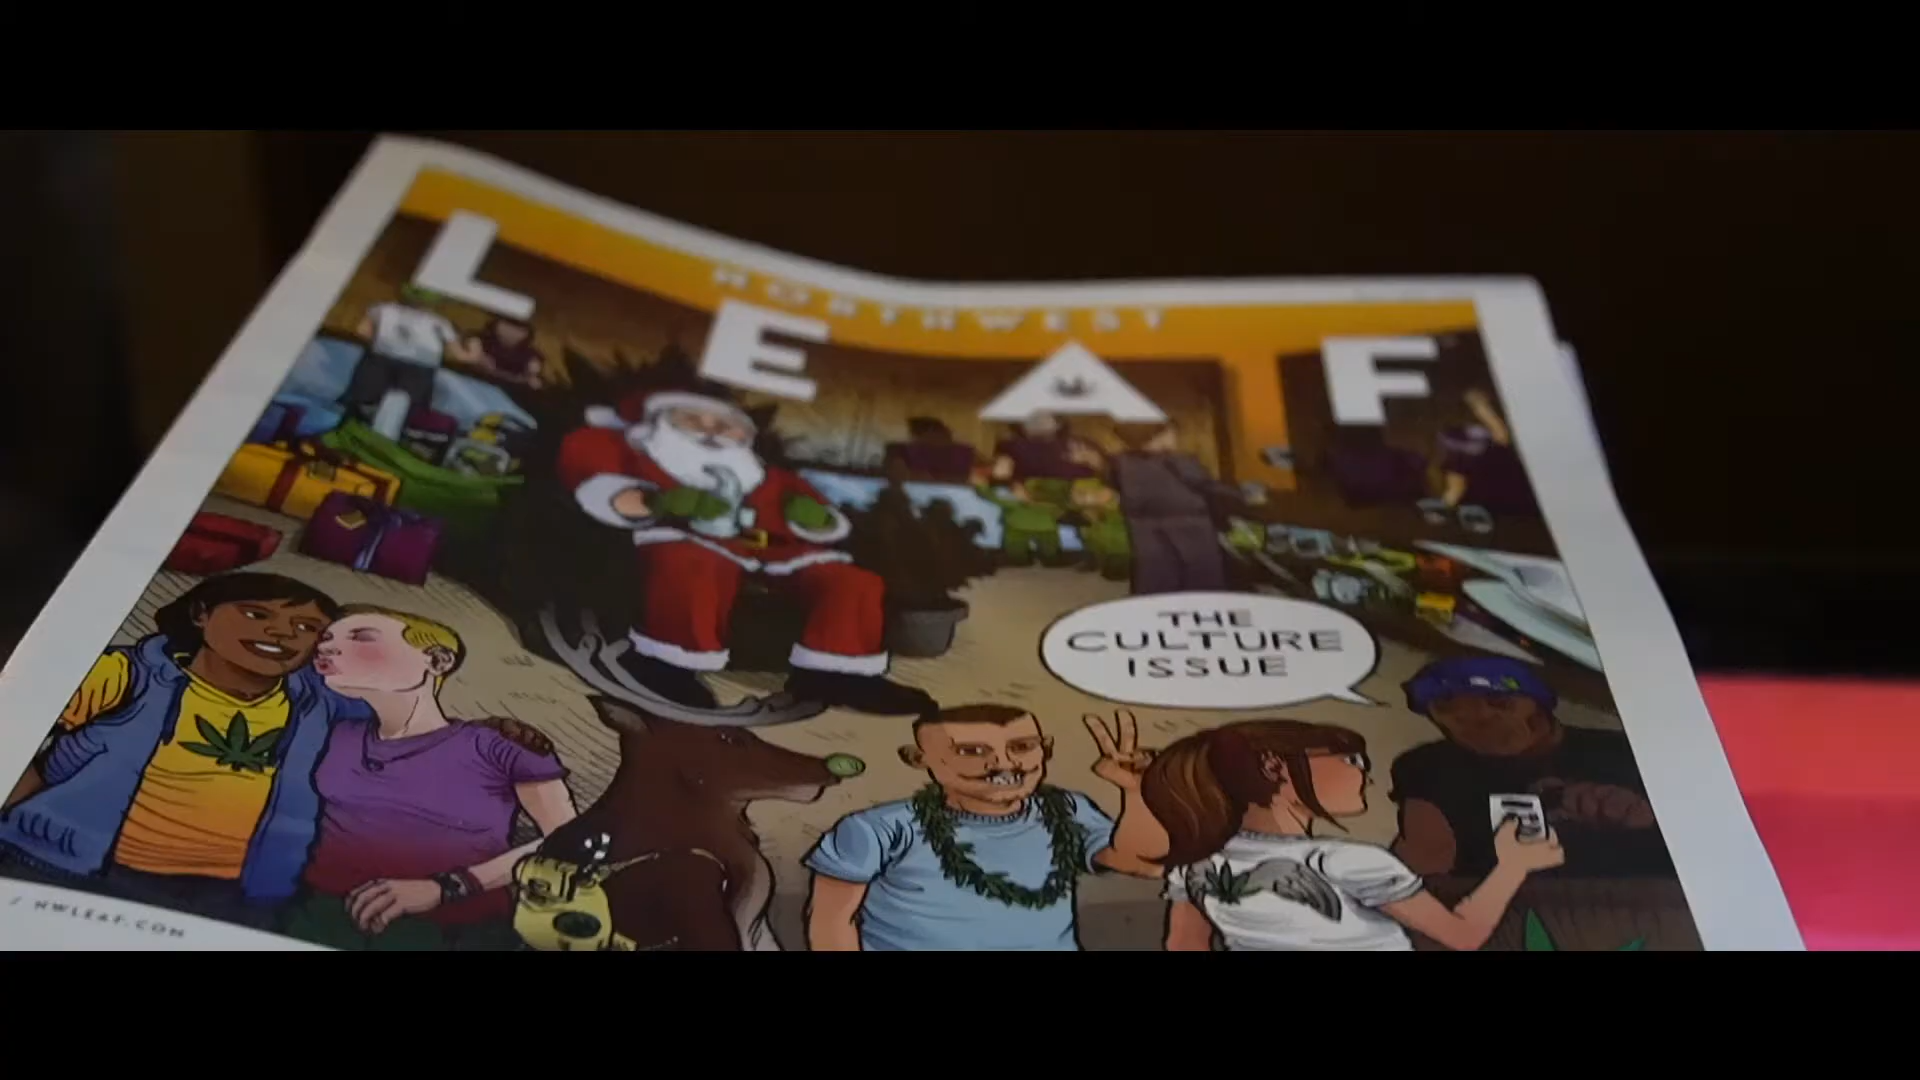 NORTHWEST
LEAF
THE
CULTURE
ISSUE
/ NWLEAF.COM